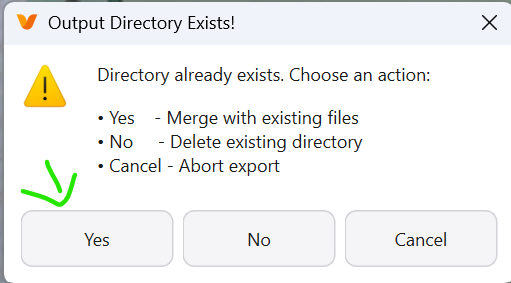 Output Directory Exists!
Directory already exists. Choose an action:
• Yes - Merge with existing files
• No - Delete existing directory
• Cancel - Abort export
Yes No Cancel